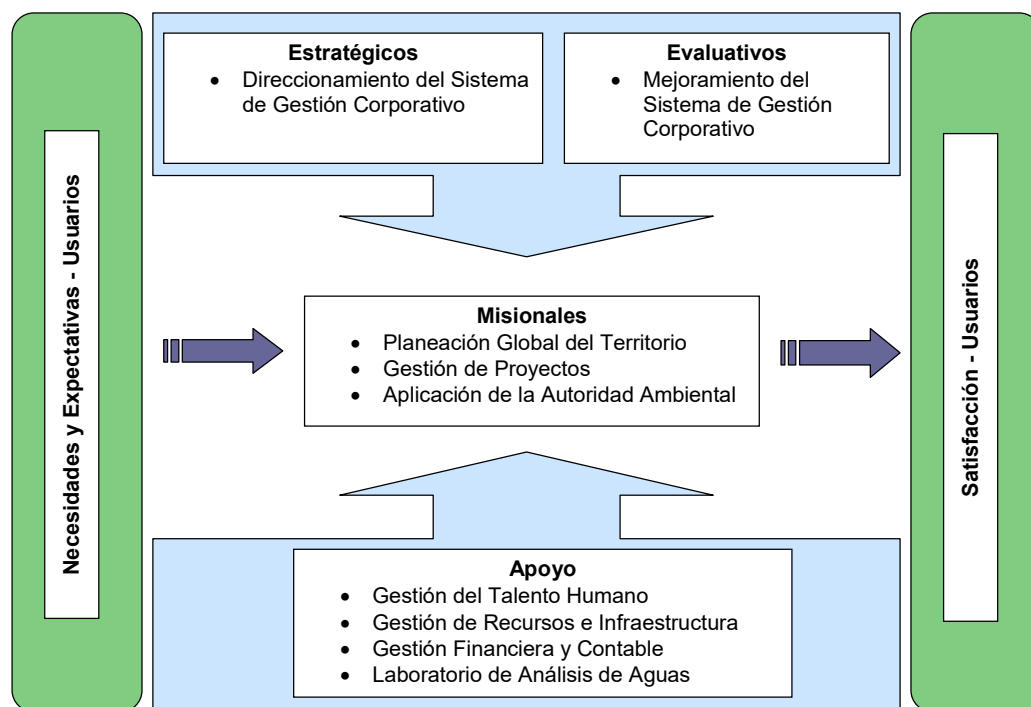 Necesidades y Expectativas - Usuarios
Estratégicos
• Direccionamiento del Sistema
de Gestión Corporativo
Evaluativos
• Mejoramiento del
Sistema de Gestión
Corporativo
Misionales
• Planeación Global del Territorio
• Gestión de Proyectos
• Aplicación de la Autoridad Ambiental
Apoyo
• Gestión del Talento Humano
• Gestión de Recursos e Infraestructura
• Gestión Financiera y Contable
• Laboratorio de Análisis de Aguas
Satisfacción - Usuarios